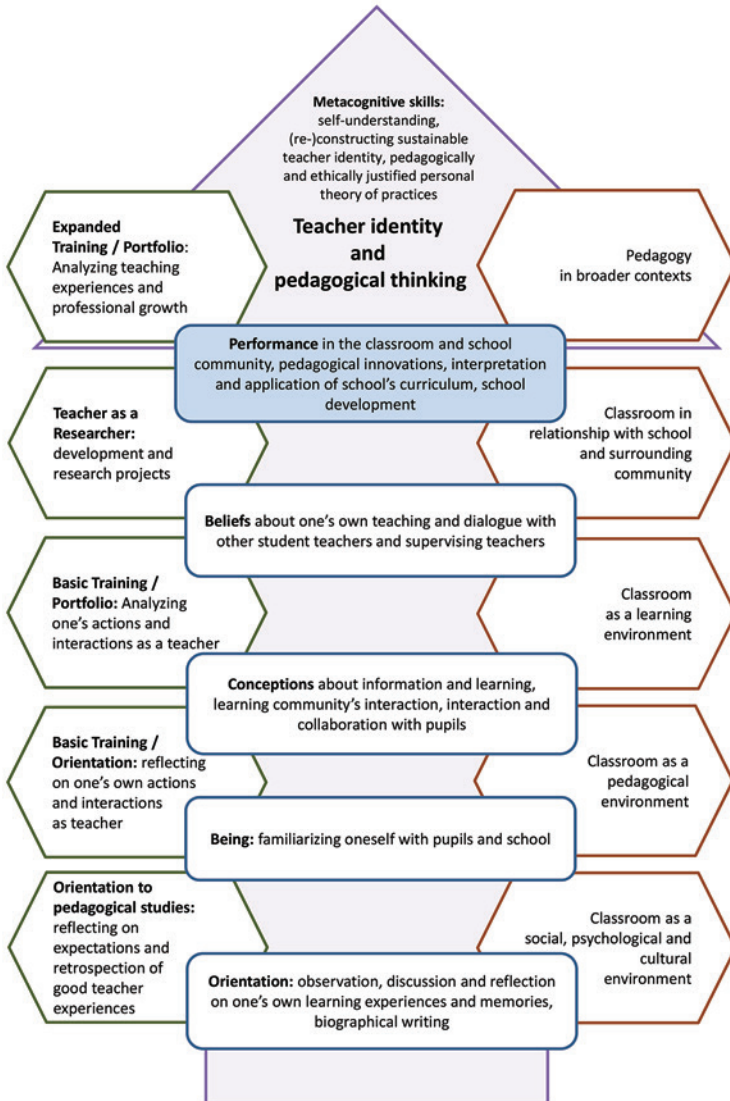 Metacognitive skills:
self-understanding,
(re-)constructing sustainable
teacher identity, pedagogically
and ethically justified personal
theory of practices
Teacher identity
and
pedagogical thinking
Expanded
Training / Portfolio:
Analyzing teaching
experiences and
professional growth
Pedagogy
in broader contexts
Performance in the classroom and school
community, pedagogical innovations, interpretation
and application of school's curriculum, school
development
Teacher as a
Researcher:
development and
research projects
Classroom in
relationship with school
and surrounding
community
Beliefs about one's own teaching and dialogue with
other student teachers and supervising teachers
Basic Training /
Portfolio: Analyzing
one's actions and
interactions as a teacher
Classroom
as a learning
environment
Conceptions about information and learning,
learning community's interaction, interaction and
collaboration with pupils
Basic Training /
Orientation: reflecting
on one's own actions
and interactions
as teacher
Classroom as a
pedagogical
environment
Being: familiarizing oneself with pupils and school
Orientation to
pedagogical studies:
reflecting on
expectations and
retrospection of
good teacher
experiences
Classroom as a
social, psychological and
cultural
environment
Orientation: observation, discussion and reflection
on one's own learning experiences and memories,
biographical writing